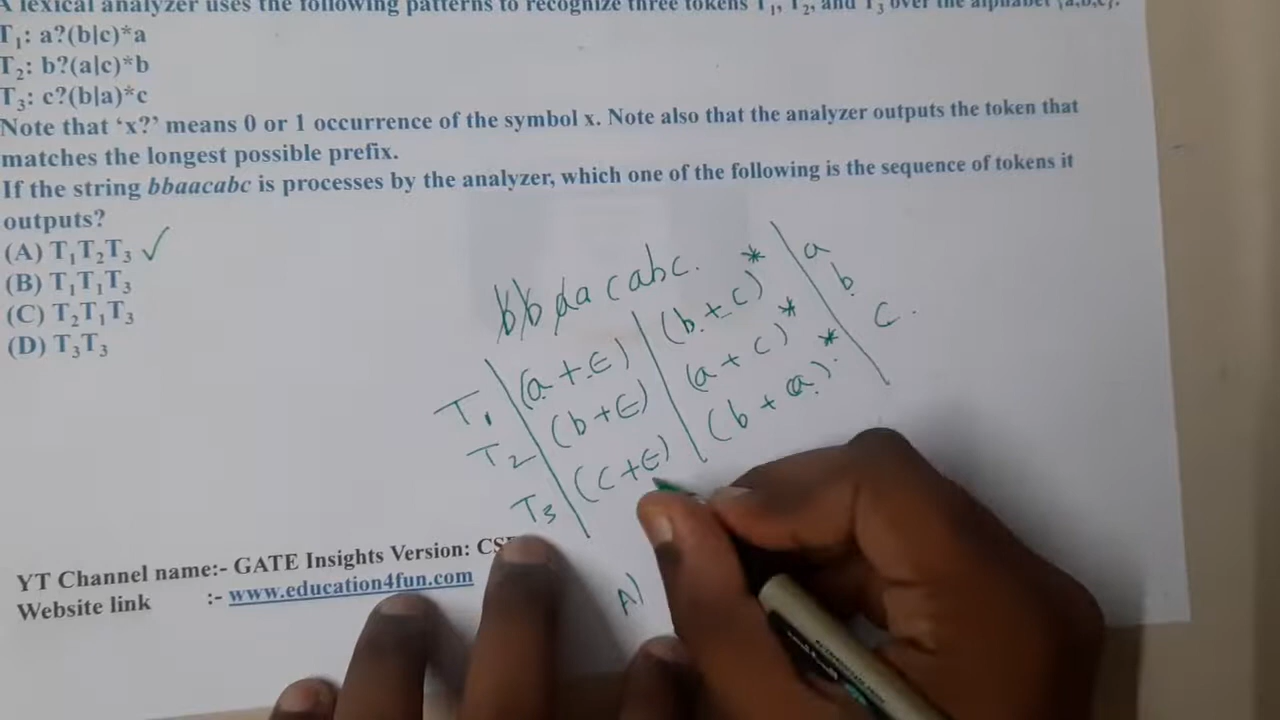 A lexical analyzer uses the following patterns to recognize three tokens T₁, T₂, and T₃ over the alphabet {a,b,c}.
T₁: a?(b|c)*a
T₂: b?(a|c)*b
T₃: c?(b|a)*c
Note that ‘x?’ means 0 or 1 occurrence of the symbol x. Note also that the analyzer outputs the token that
matches the longest possible prefix.
If the string bbaacabc is processes by the analyzer, which one of the following is the sequence of tokens it
outputs?
(A) T₁T₂T₃ ✓
(B) T₁T₁T₃
(C) T₂T₁T₃
(D) T₃T₃
bbaacabc.
T₁ | (a+∈) | (b+c)* | a
T₂ | (b+∈) | (a+c)* | b
T₃ | (c+∈) | (b+a)* | c.
A)
YT Channel name:- GATE Insights Version: CS
Website link :- www.education4fun.com